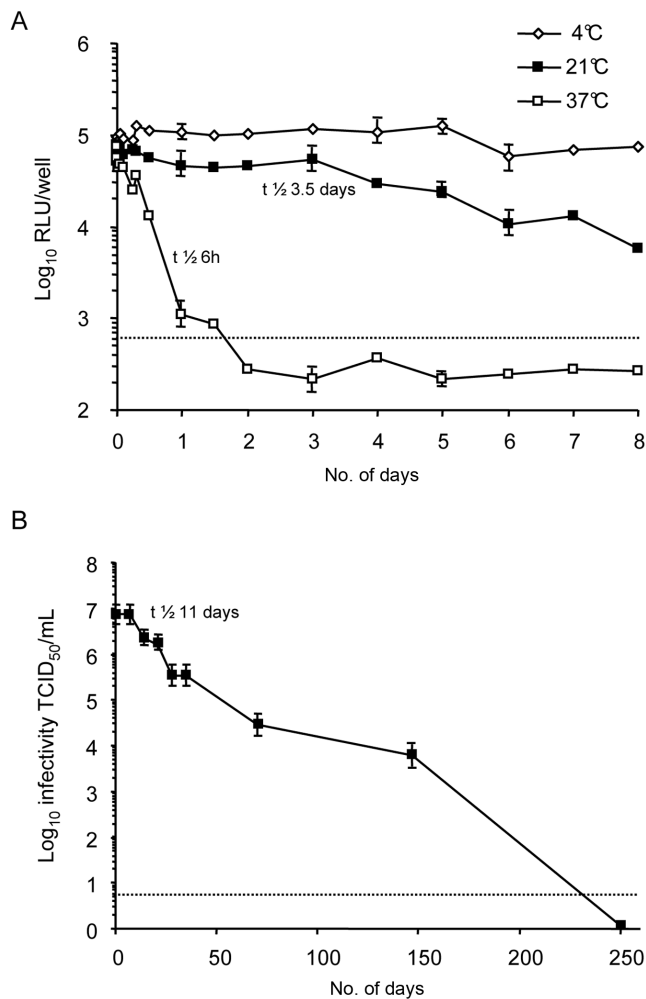 A
4℃
21℃
37℃
6
5
4
3
2
Log10 RLU/well
t ½ 3.5 days
t ½ 6h
0 1 2 3 4 5 6 7 8
No. of days
B
8
7
6
5
4
3
2
1
0
Log10 infectivity TCID50/mL
t ½ 11 days
0 50 100 150 200 250
No. of days